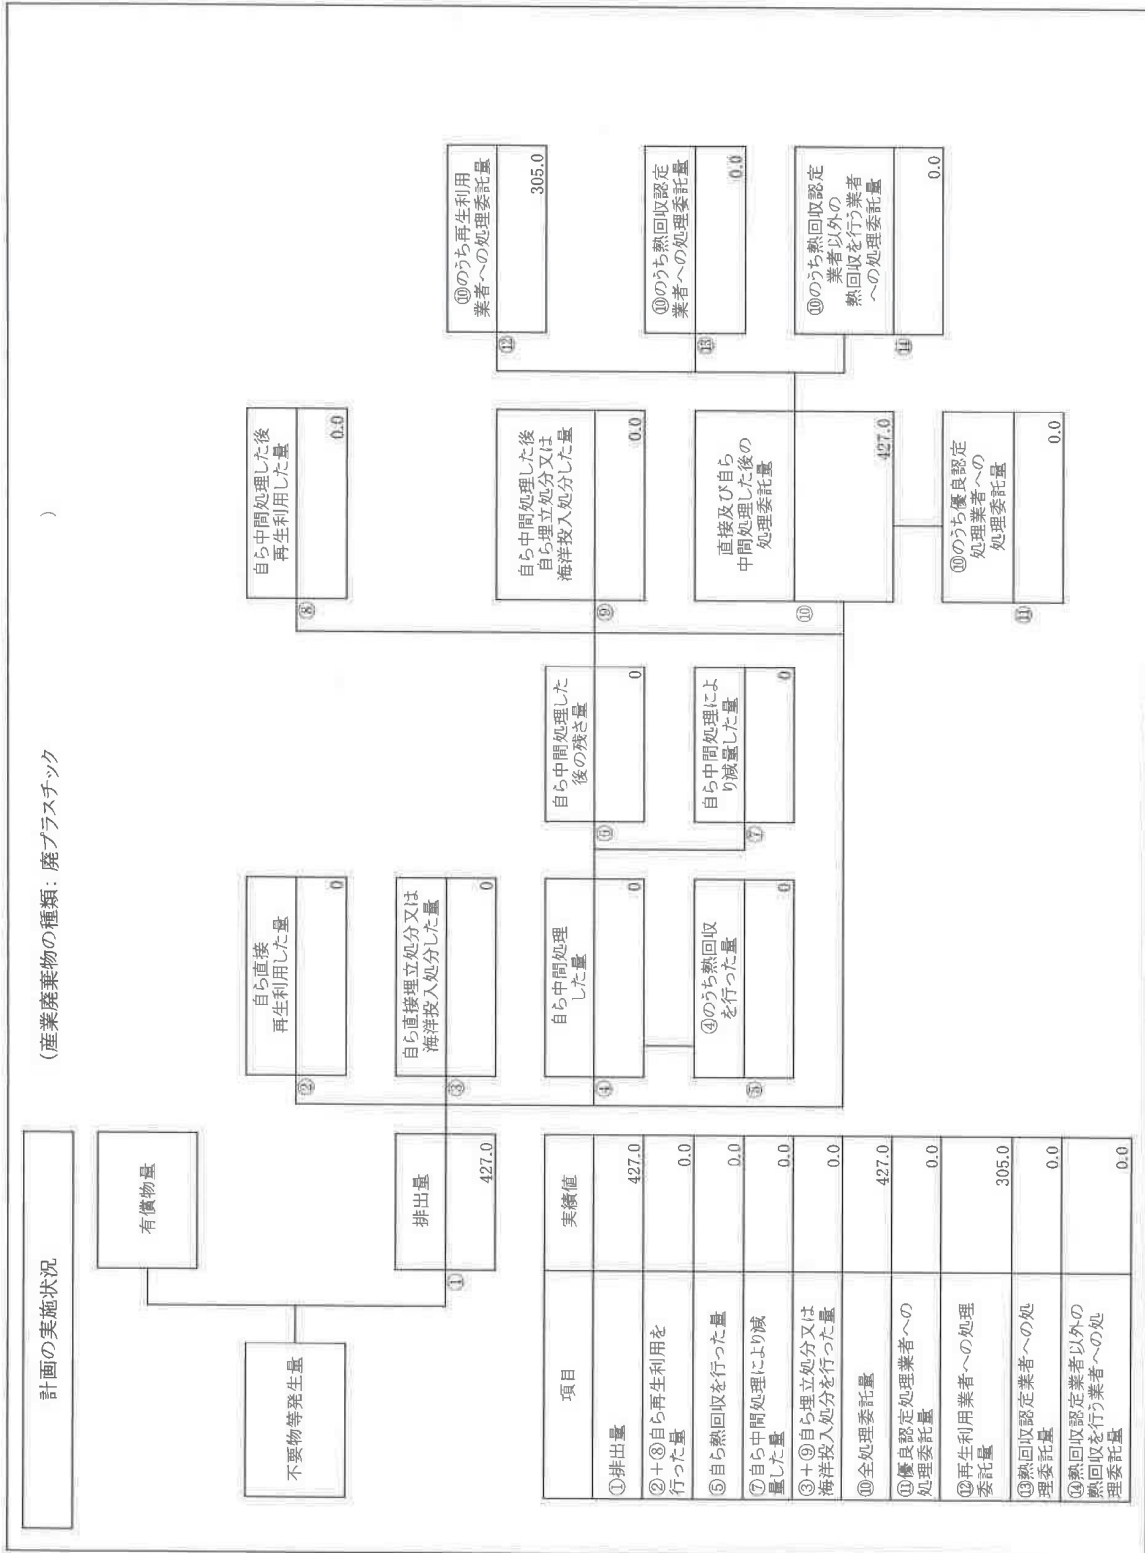 計画の実施状況
(産業廃棄物の種類: 廃プラスチック
)
不要物等発生量
有償物量
①
排出量
427.0
②
自ら直接
再生利用した量
0
③
自ら直接埋立処分又は
海洋投入処分した量
0
④
自ら中間処理
した量
0
⑤
④のうち熱回収
を行った量
0
⑥
自ら中間処理した
後の残さ量
0
⑦
自ら中間処理によ
り減量した量
0
⑧
自ら中間処理した後
再生利用した量
0.0
⑨
自ら中間処理した後
自ら埋立処分又は
海洋投入処分した量
0.0
⑩
直接及び自ら
中間処理した後の
処理委託量
427.0
⑪
⑩のうち優良認定
処理業者への
処理委託量
0.0
⑫
⑩のうち再生利用
業者への処理委託量
305.0
⑬
⑩のうち熱回収認定
業者への処理委託量
0.0
⑭
⑩のうち熱回収認定
業者以外の
熱回収を行う業者
への処理委託量
0.0
項目 実績値
①排出量 427.0
②+⑧自ら再生利用を
行った量 0.0
⑤自ら熱回収を行った量 0.0
⑦自ら中間処理により減
量した量 0.0
③+⑨自ら埋立処分又は
海洋投入処分を行った量 0.0
⑩全処理委託量 427.0
⑪優良認定処理業者への
処理委託量 0.0
⑫再生利用業者への処理
委託量 305.0
⑬熱回収認定業者への処
理委託量 0.0
⑭熱回収認定業者以外の
熱回収を行う業者への処
理委託量 0.0